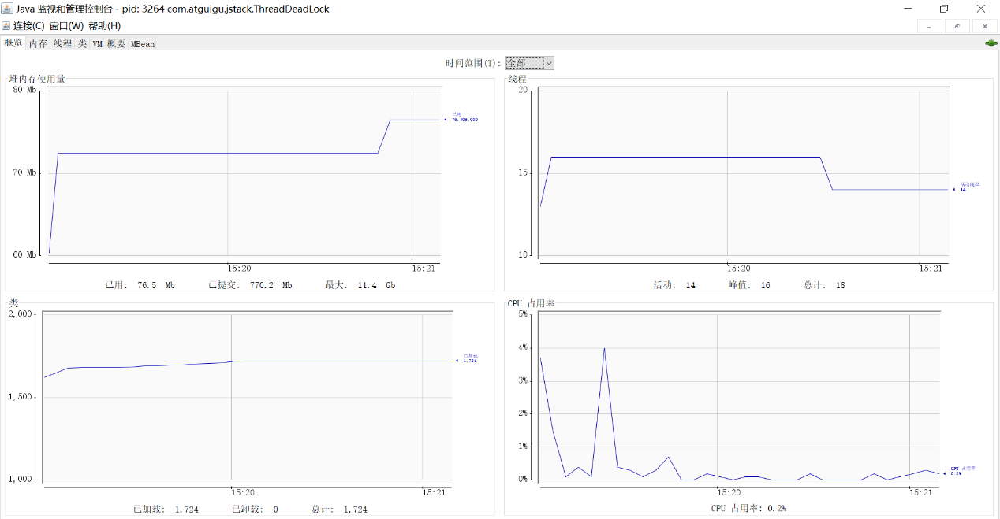 Java 监视和管理控制台 - pid: 3264 com.atguigu.jstack.ThreadDeadLock
连接(C) 窗口(W) 帮助(H)
概览 内存 线程 类 VM 概要 MBean
时间范围(T): 全部
堆内存使用量
80 Mb
70 Mb
60 Mb
已用
15:20
15:21
已用: 76.5 Mb 已提交: 770.2 Mb 最大: 11.4 Gb
线程
20
15
10
活动线程
14
15:20
15:21
活动: 14 峰值: 16 总计: 18
类
2,000
1,500
1,000
已加载
1,724
15:20
15:21
已加载: 1,724 已卸载: 0 总计: 1,724
CPU 占用率
5%
4%
3%
2%
1%
0%
CPU 占用率
0.2%
15:20
15:21
CPU 占用率: 0.2%